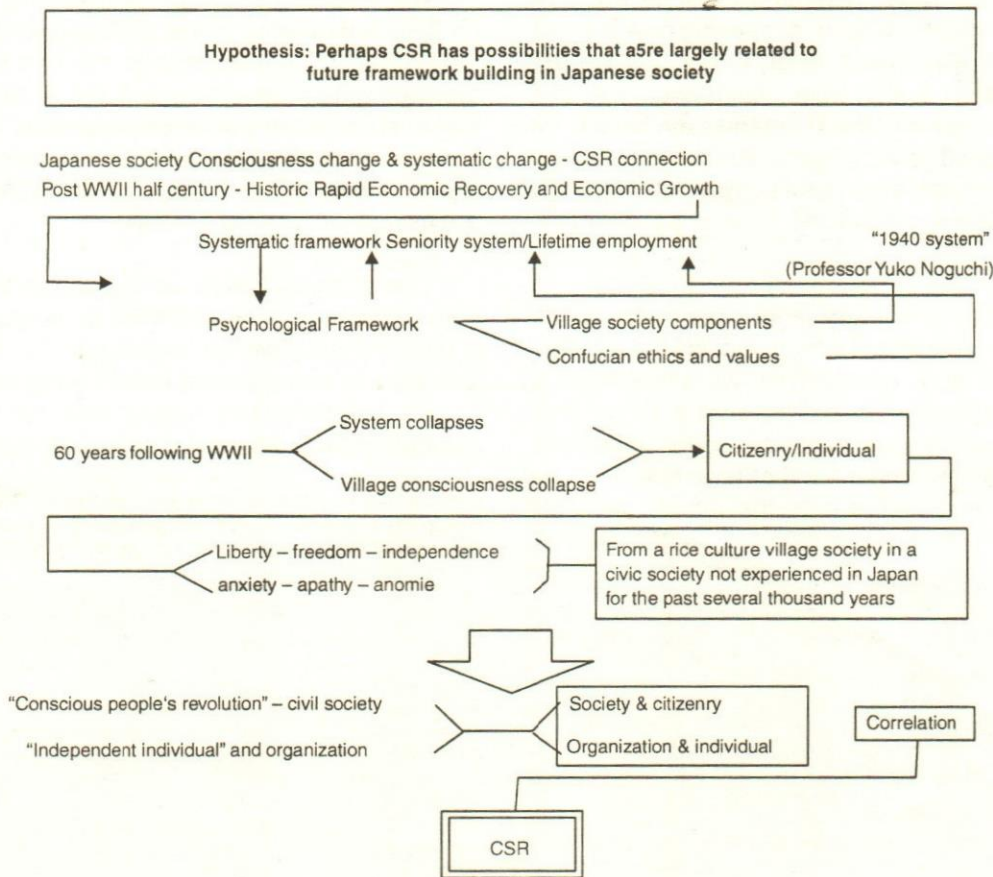 Hypothesis: Perhaps CSR has possibilities that a5re largely related to
future framework building in Japanese society
Japanese society Consciousness change & systematic change - CSR connection
Post WWII half century - Historic Rapid Economic Recovery and Economic Growth
Systematic framework Seniority system/Lifetime employment
"1940 system"
(Professor Yuko Noguchi)
Psychological Framework
Village society components
Confucian ethics and values
System collapses
60 years following WWII
Village consciousness collapse
Citizenry/Individual
Liberty – freedom – independence
anxiety – apathy – anomie
From a rice culture village society in a
civic society not experienced in Japan
for the past several thousand years
"Conscious people's revolution" – civil society
"Independent individual" and organization
Society & citizenry
Organization & individual
Correlation
CSR